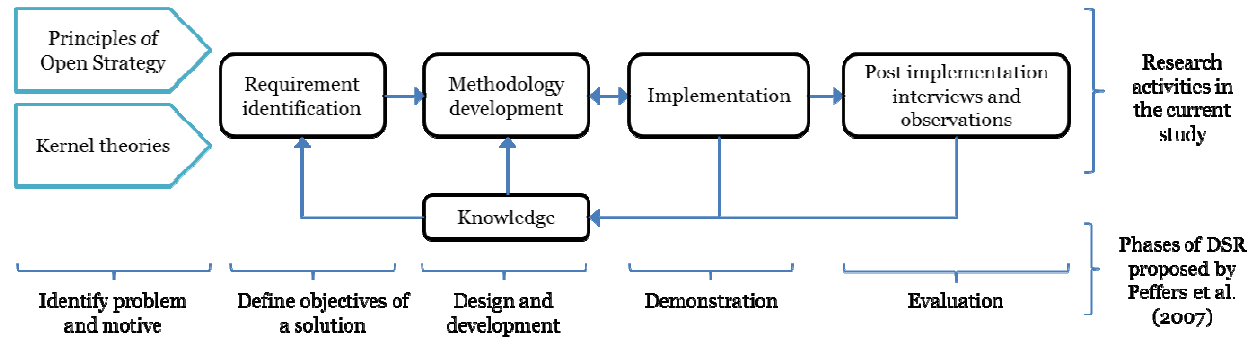 Principles of
Open Strategy
Kernel theories
Requirement
identification
Methodology
development
Implementation
Post implementation
interviews and
observations
Knowledge
Research
activities in
the current
study
Identify problem
and motive
Define objectives of
a solution
Design and
development
Demonstration
Evaluation
Phases of DSR
proposed by
Peffers et al.
(2007)